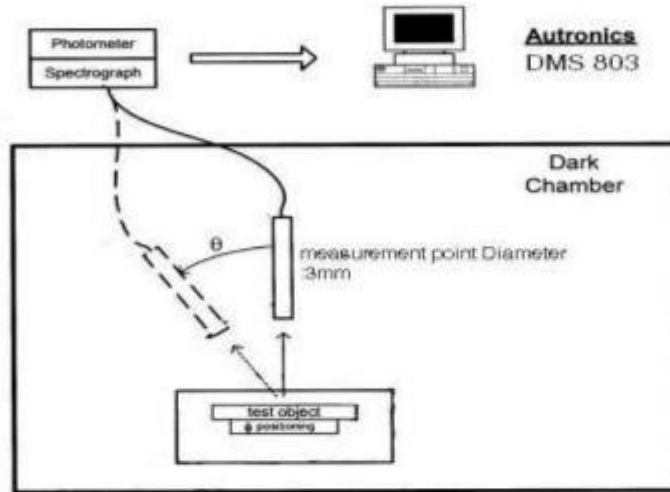 Photometer
Spectrograph
Autronics
DMS 803
Dark
Chamber
θ
measurement point Diameter
:3mm
test object
ϕ positioning